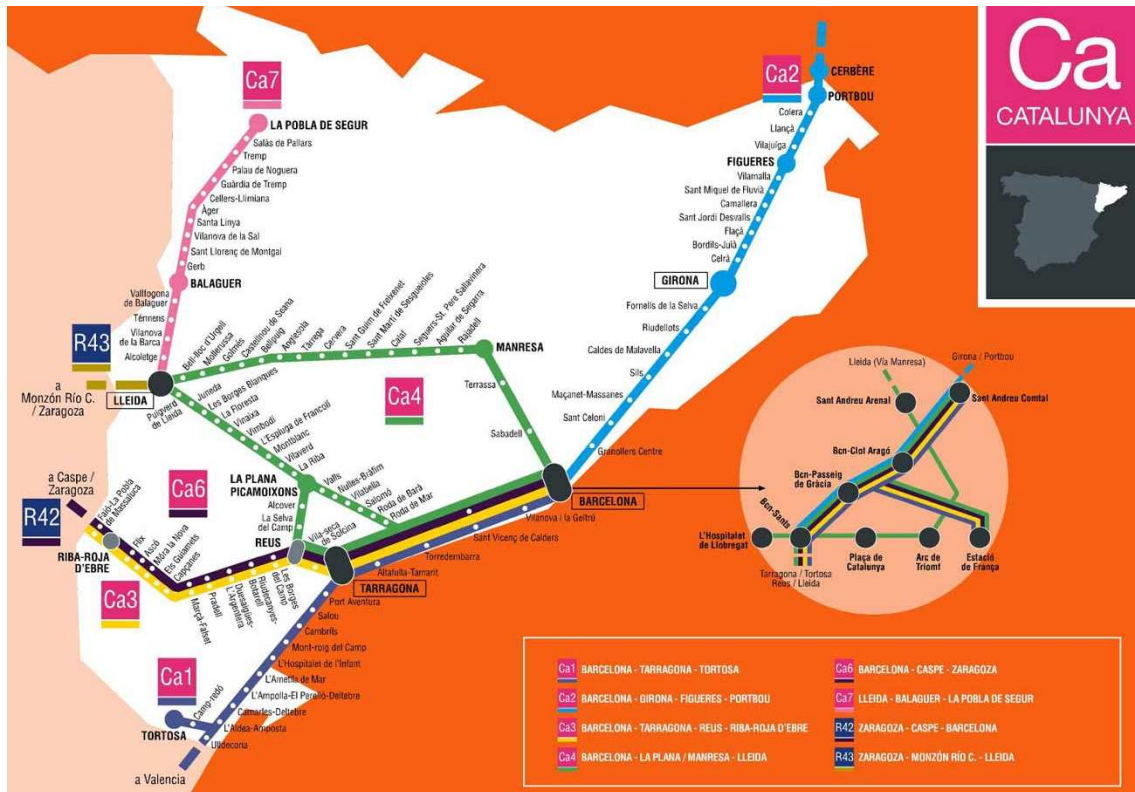 Ca
CATALUNYA
Ca7
LA POBLA DE SEGUR
Salàs de Pallars
Tremp
Palau de Noguera
Guàrdia de Tremp
Cellers-Llimiana
Àger
Santa Linya
Vilanova de la Sal
Sant Llorenç de Montgai
Gerb
BALAGUER
Vallfogona
de Balaguer
Térmens
Vilanova
de la Barca
Alcoletge
R43
a
Monzón Río C.
/ Zaragoza
LLEIDA
Ca2
CERBÈRE
PORTBOU
Colera
Llançà
Vilajuïga
FIGUERES
Vilamalla
Sant Miquel de Fluvià
Camallera
Sant Jordi Desvalls
Flaçà
Bordils-Juià
Celrà
GIRONA
Fornells de la Selva
Riudellots
Caldes de Malavella
Sils
Maçanet-Massanes
Sant Celoni
Granollers Centre
Bell-lloc d'Urgell
Mollerussa
Golmés
Castellnou de Seana
Bellpuig
Anglesola
Tàrrega
Cervera
Sant Guim de Freixenet
Sant Martí de Sesgueioles
Calaf
Seguers-St. Pere Sallavinera
Aguilar de Segarra
Rajadell
MANRESA
Terrassa
Sabadell
Ca4
Puigverd
de Lleida
Juneda
Les Borges Blanques
La Floresta
Vinaixa
Vimbodí
L'Espluga de Francolí
Montblanc
Vilaverd
La Riba
LA PLANA
PICAMOIXONS
Valls
Nulles-Bràfim
Vilabella
Salomó
Roda de Barà
Roda de Mar
Alcover
La Selva
del Camp
REUS
Vila-seca
de Solcina
BARCELONA
a Caspe /
Zaragoza
R42
Ca6
Faió-La Pobla
de Massaluca
RIBA-ROJA
D'EBRE
Flix
Ascó
Móra la Nova
Els Guiamets
Capçanes
Ca3
Marçà-Falset
Pradell
Duesaigües-
L'Argentera
Riudecanyes-
Botarell
Les Borges
del Camp
TARRAGONA
Vilanova i la Geltrú
Sant Vicenç de Calders
Torredembarra
Altafulla-Tamarit
Port Aventura
Salou
Cambrils
Mont-roig del Camp
L'Hospitalet de l'Infant
L'Ametlla de Mar
L'Ampolla-El Perelló-Deltebre
Camarles-Deltebre
L'Aldea-Amposta
Ulldecona
Ca1
Camp-redó
TORTOSA
a Valencia
Lleida (Vía Manresa)
Girona / Portbou
Sant Andreu Arenal
Sant Andreu Comtal
Bcn-Clot Aragó
Bcn-Passeig
de Gràcia
Bcn-Sants
L'Hospitalet
de Llobregat
Plaça de
Catalunya
Arc de
Triomf
Estació
de França
Tarragona / Tortosa
Reus / Lleida
Ca1 BARCELONA - TARRAGONA - TORTOSA
Ca2 BARCELONA - GIRONA - FIGUERES - PORTBOU
Ca3 BARCELONA - TARRAGONA - REUS - RIBA-ROJA D'EBRE
Ca4 BARCELONA - LA PLANA / MANRESA - LLEIDA
Ca6 BARCELONA - CASPE - ZARAGOZA
Ca7 LLEIDA - BALAGUER - LA POBLA DE SEGUR
R42 ZARAGOZA - CASPE - BARCELONA
R43 ZARAGOZA - MONZÓN RÍO C. - LLEIDA